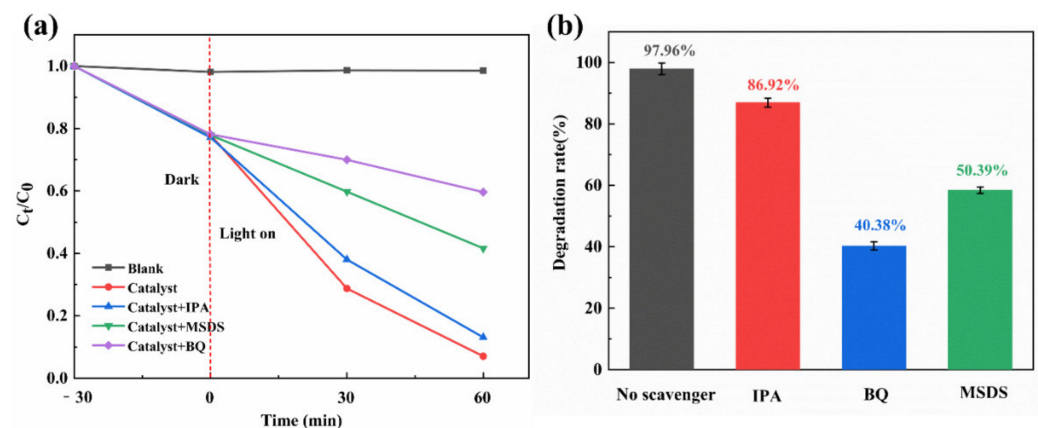 (a)
1.0
0.8
0.6
0.4
0.2
0.0
Ct/C0
Dark
Light on
Blank
Catalyst
Catalyst+IPA
Catalyst+MSDS
Catalyst+BQ
-30
0
30
60
Time (min)
(b)
100
80
60
40
20
0
Degradation rate(%)
97.96%
86.92%
40.38%
50.39%
No scavenger
IPA
BQ
MSDS